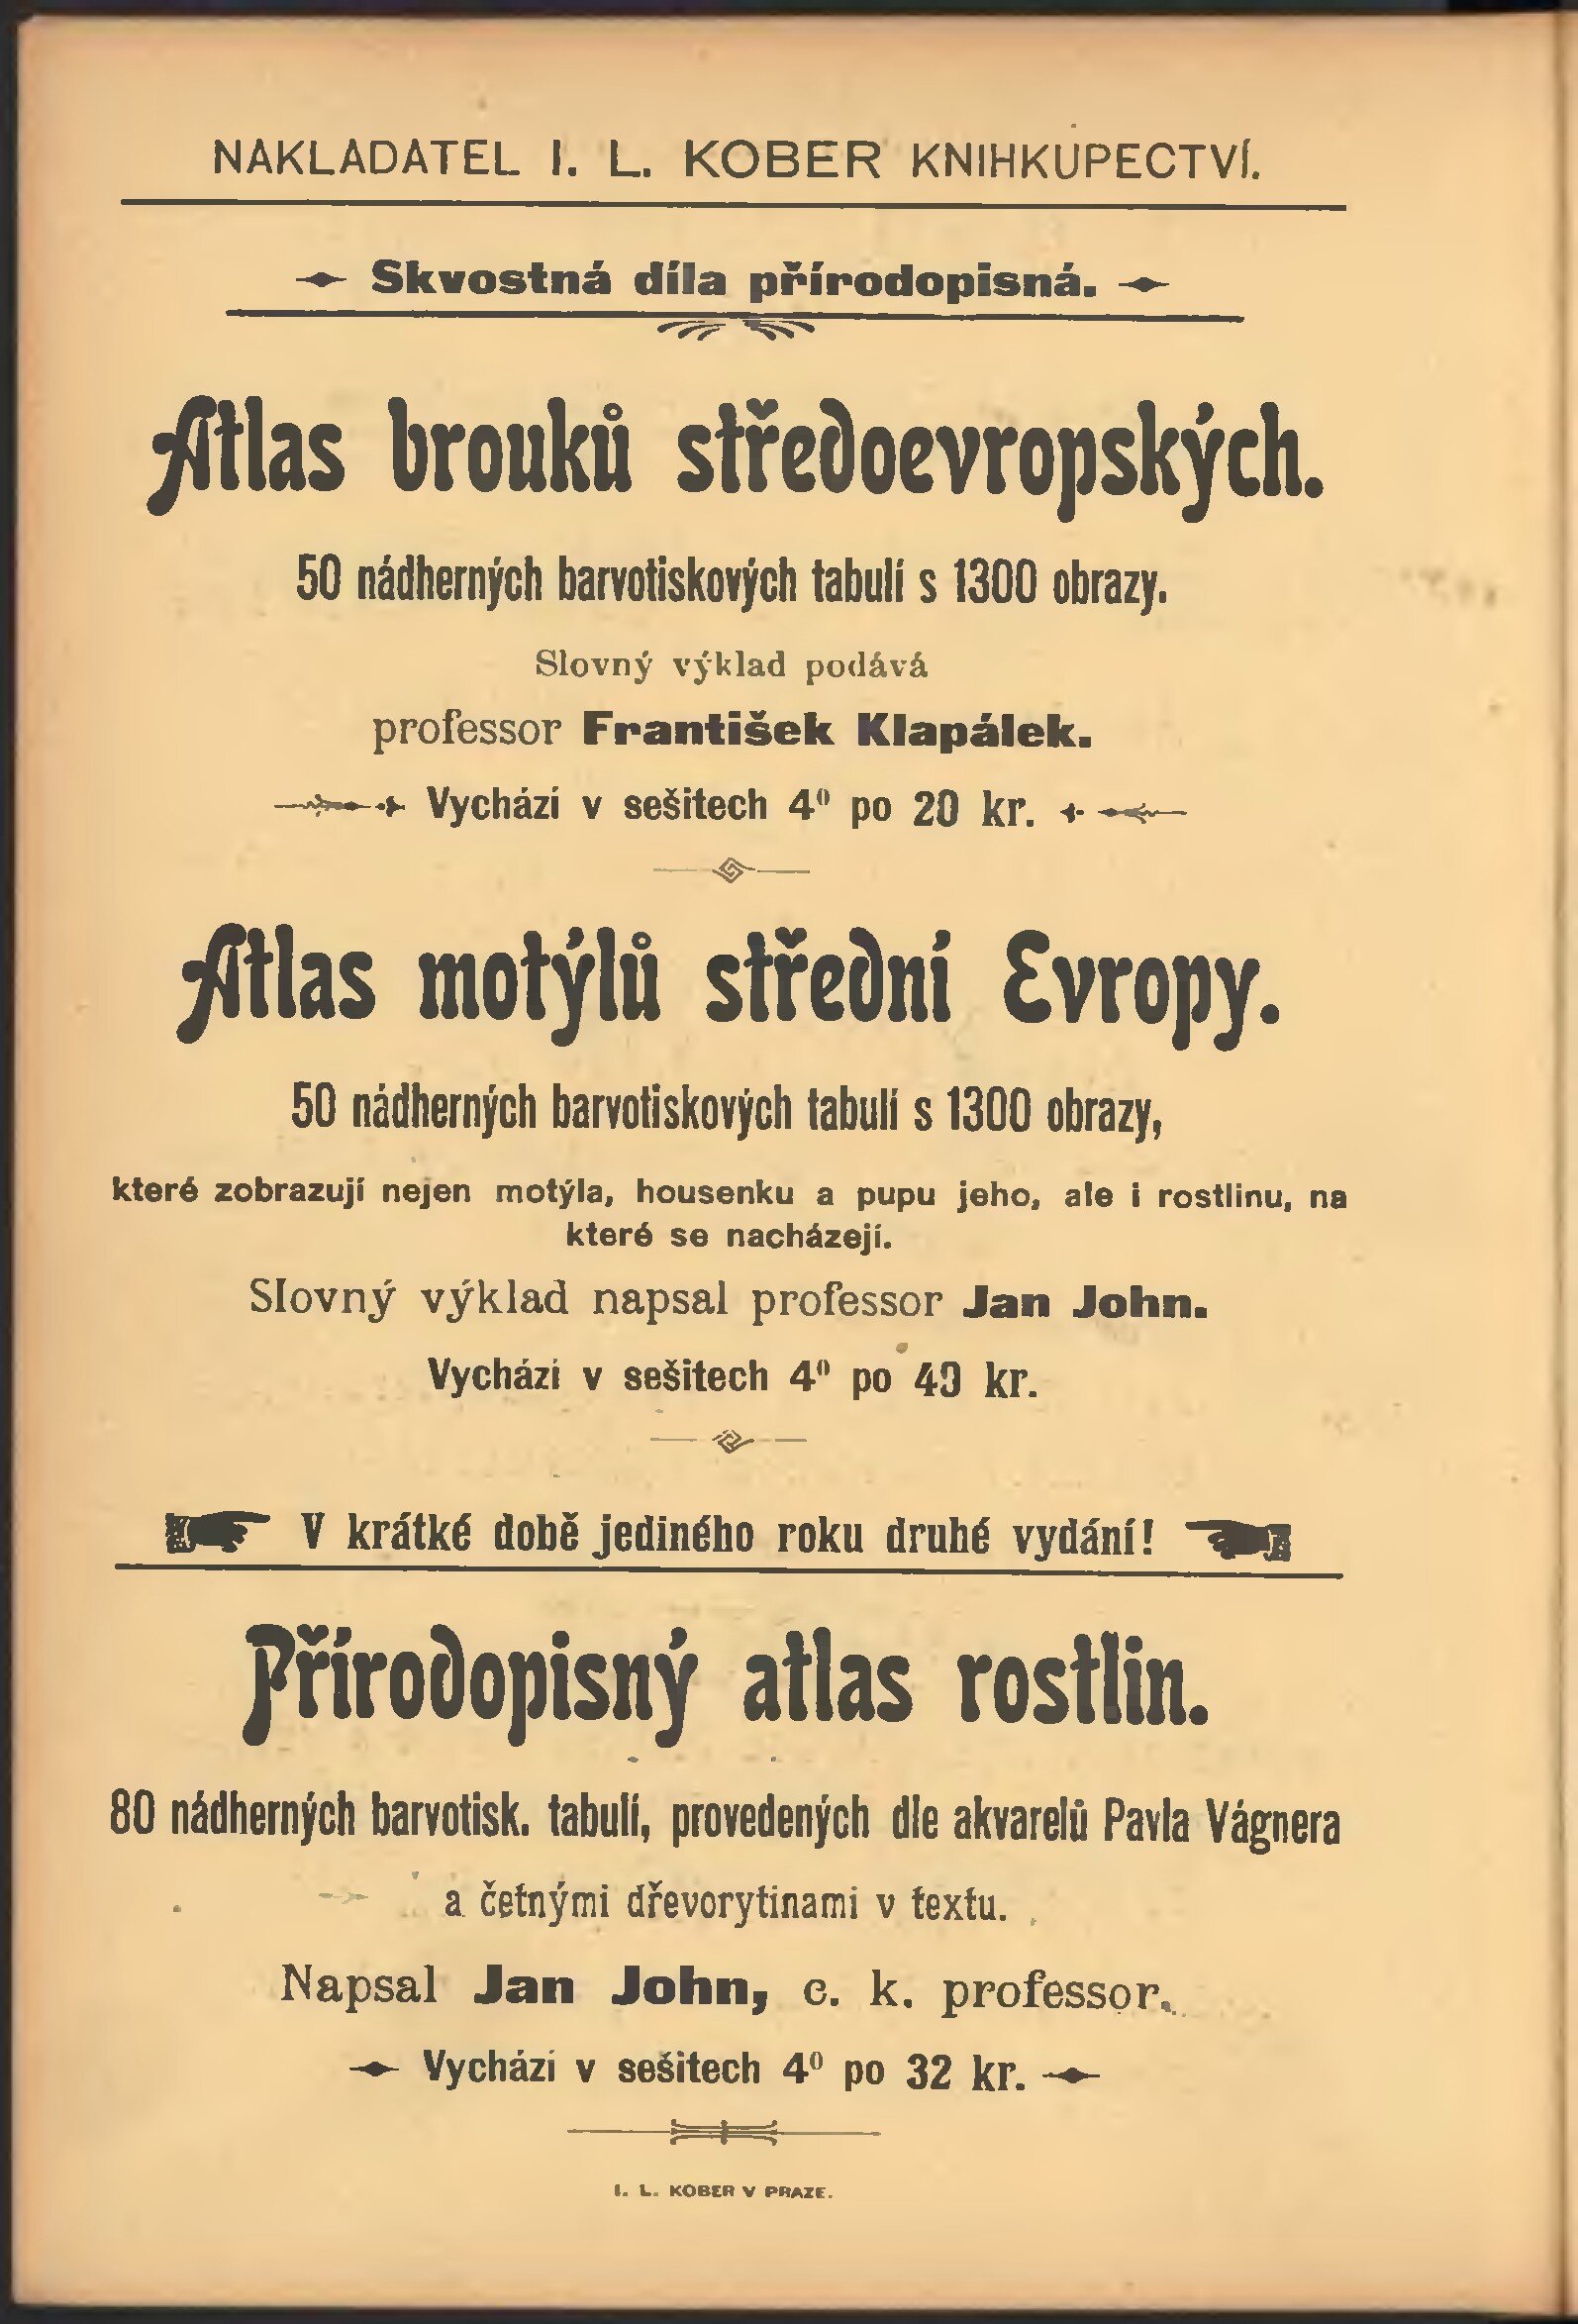 NAKLADATEL I. L. KOBER KNIHKUPECTVÍ.
Skvostná díla přírodopisná.
Atlas brouků středoevropských.
50 nádherných barvotiskových tabulí s 1300 obrazy.
Slovný výklad podává
professor František Klapálek.
Vychází v sešitech 4⁰ po 20 kr.
Atlas motýlů střední Evropy.
50 nádherných barvotiskových tabulí s 1300 obrazy,
které zobrazují nejen motýla, housenku a pupu jeho, ale i rostlinu, na
které se nacházejí.
Slovný výklad napsal professor Jan John.
Vychází v sešitech 4⁰ po 40 kr.
V krátké době jediného roku druhé vydání!
Přírodopisný atlas rostlin.
80 nádherných barvotisk. tabulí, provedených dle akvarelů Pavla Vágnera
a četnými dřevorytinami v textu.
Napsal Jan John, c. k. professor.
Vychází v sešitech 4⁰ po 32 kr.
I. L. KOBER V PRAZE.